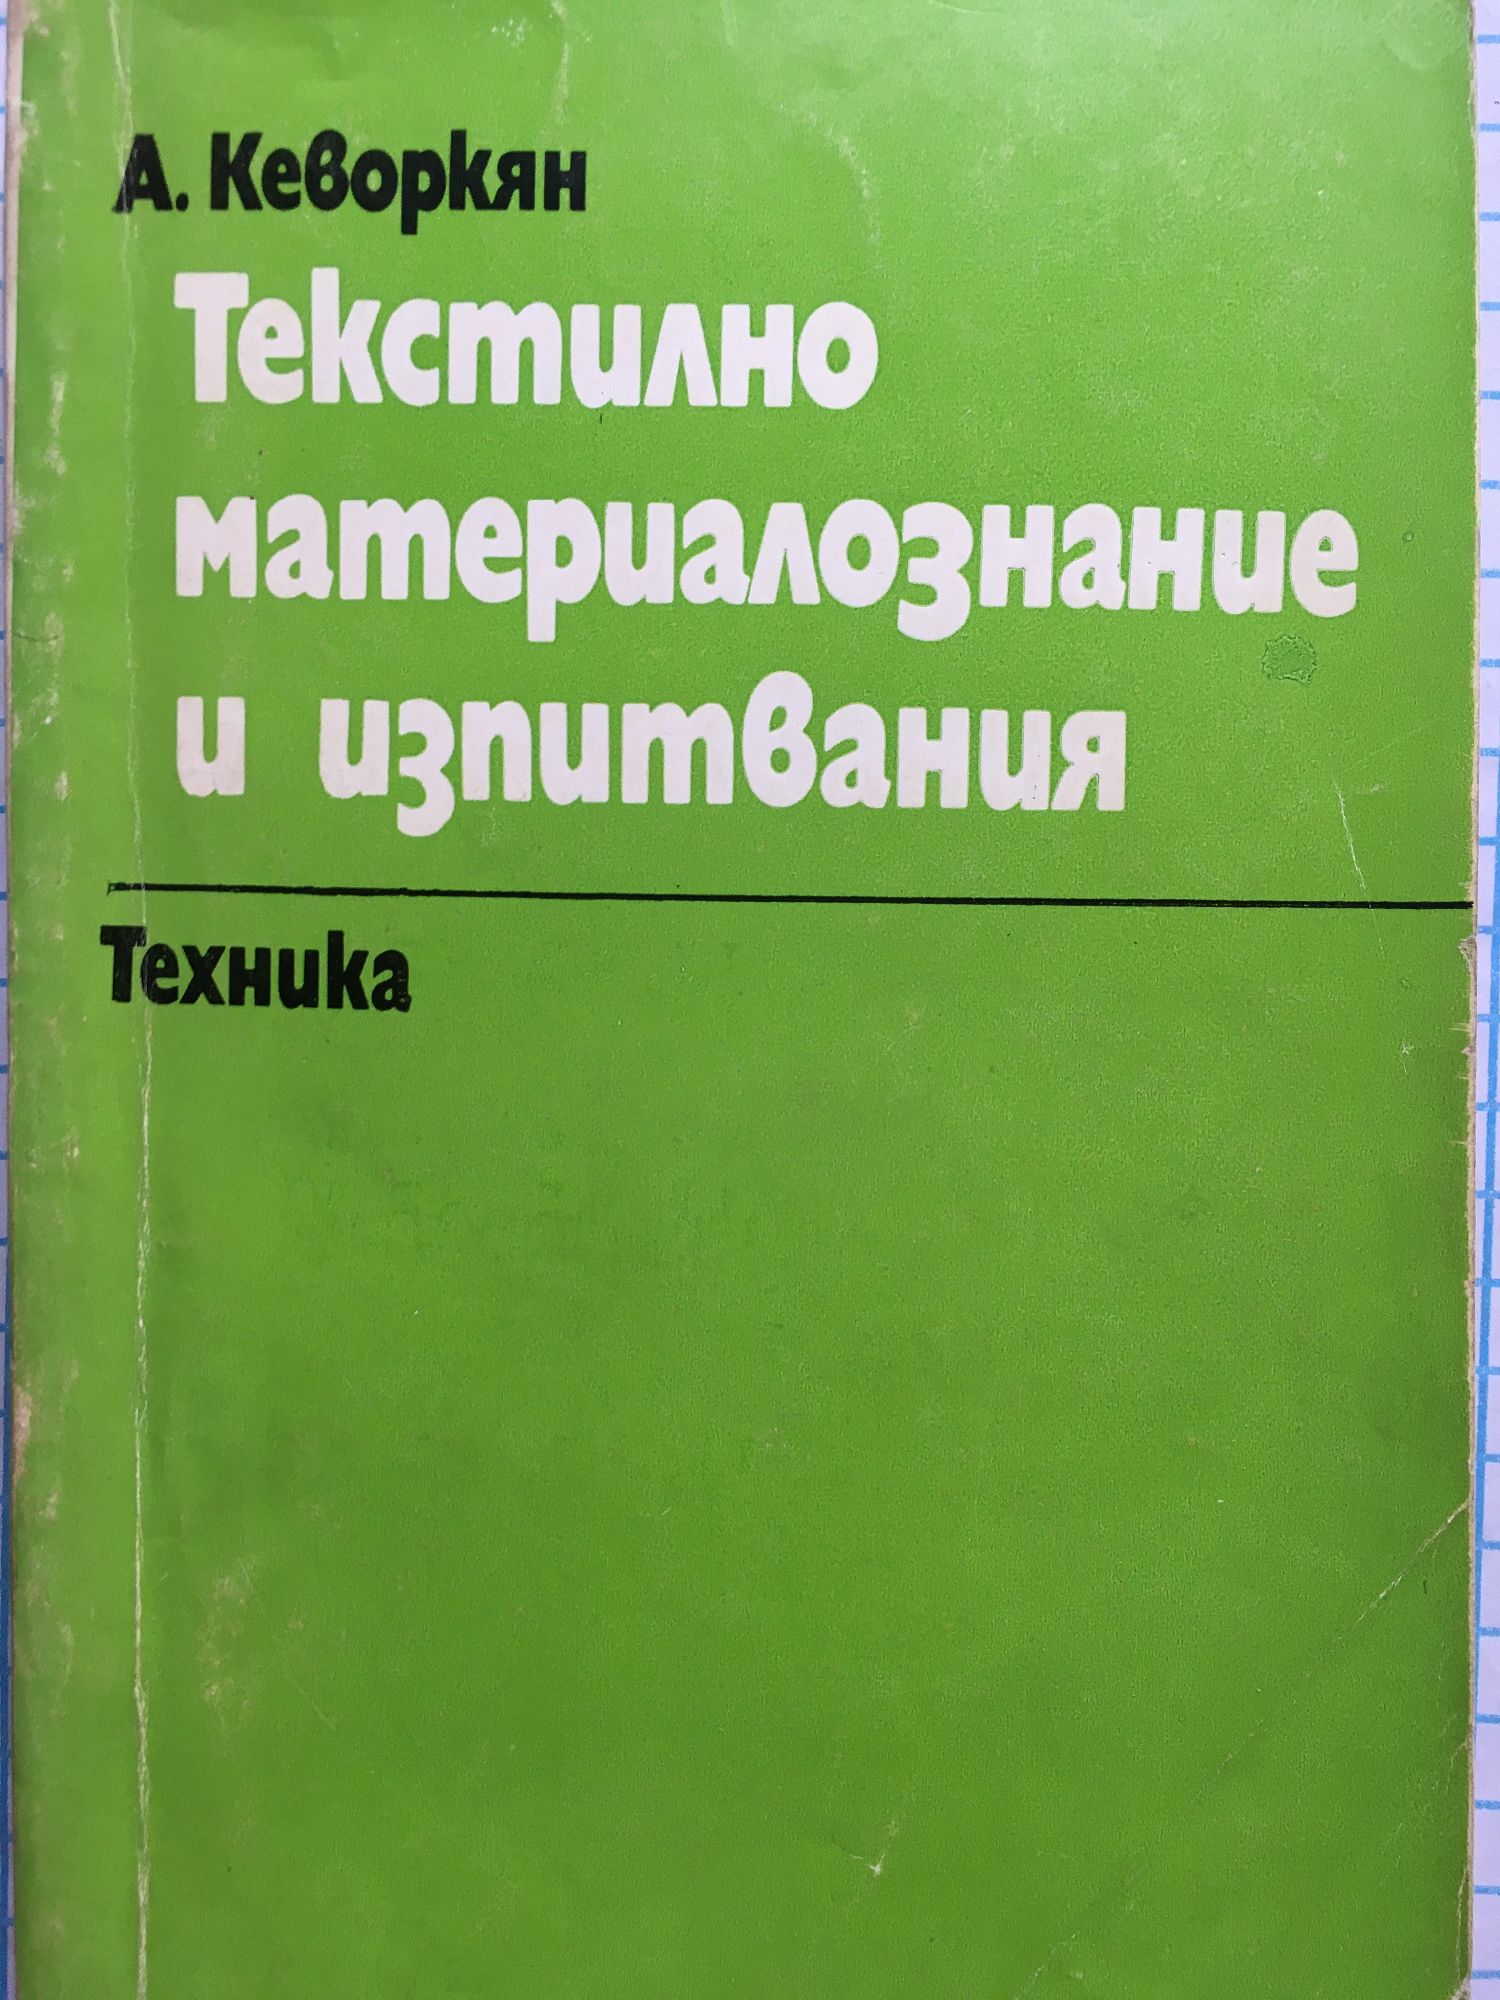 А. Кеворкян
Текстилно
материалознание
и изпитвания
Техника